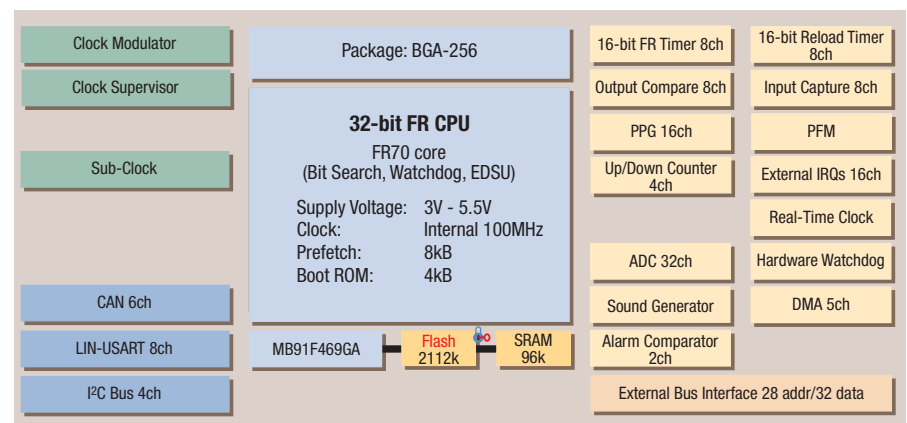 Clock Modulator
Clock Supervisor
Sub-Clock
CAN 6ch
LIN-USART 8ch
I²C Bus 4ch
Package: BGA-256
32-bit FR CPU
FR70 core
(Bit Search, Watchdog, EDSU)
Supply Voltage: 3V - 5.5V
Clock: Internal 100MHz
Prefetch: 8kB
Boot ROM: 4kB
MB91F469GA
Flash
2112k
SRAM
96k
16-bit FR Timer 8ch
Output Compare 8ch
PPG 16ch
Up/Down Counter
4ch
ADC 32ch
Sound Generator
Alarm Comparator
2ch
16-bit Reload Timer
8ch
Input Capture 8ch
PFM
External IRQs 16ch
Real-Time Clock
Hardware Watchdog
DMA 5ch
External Bus Interface 28 addr/32 data